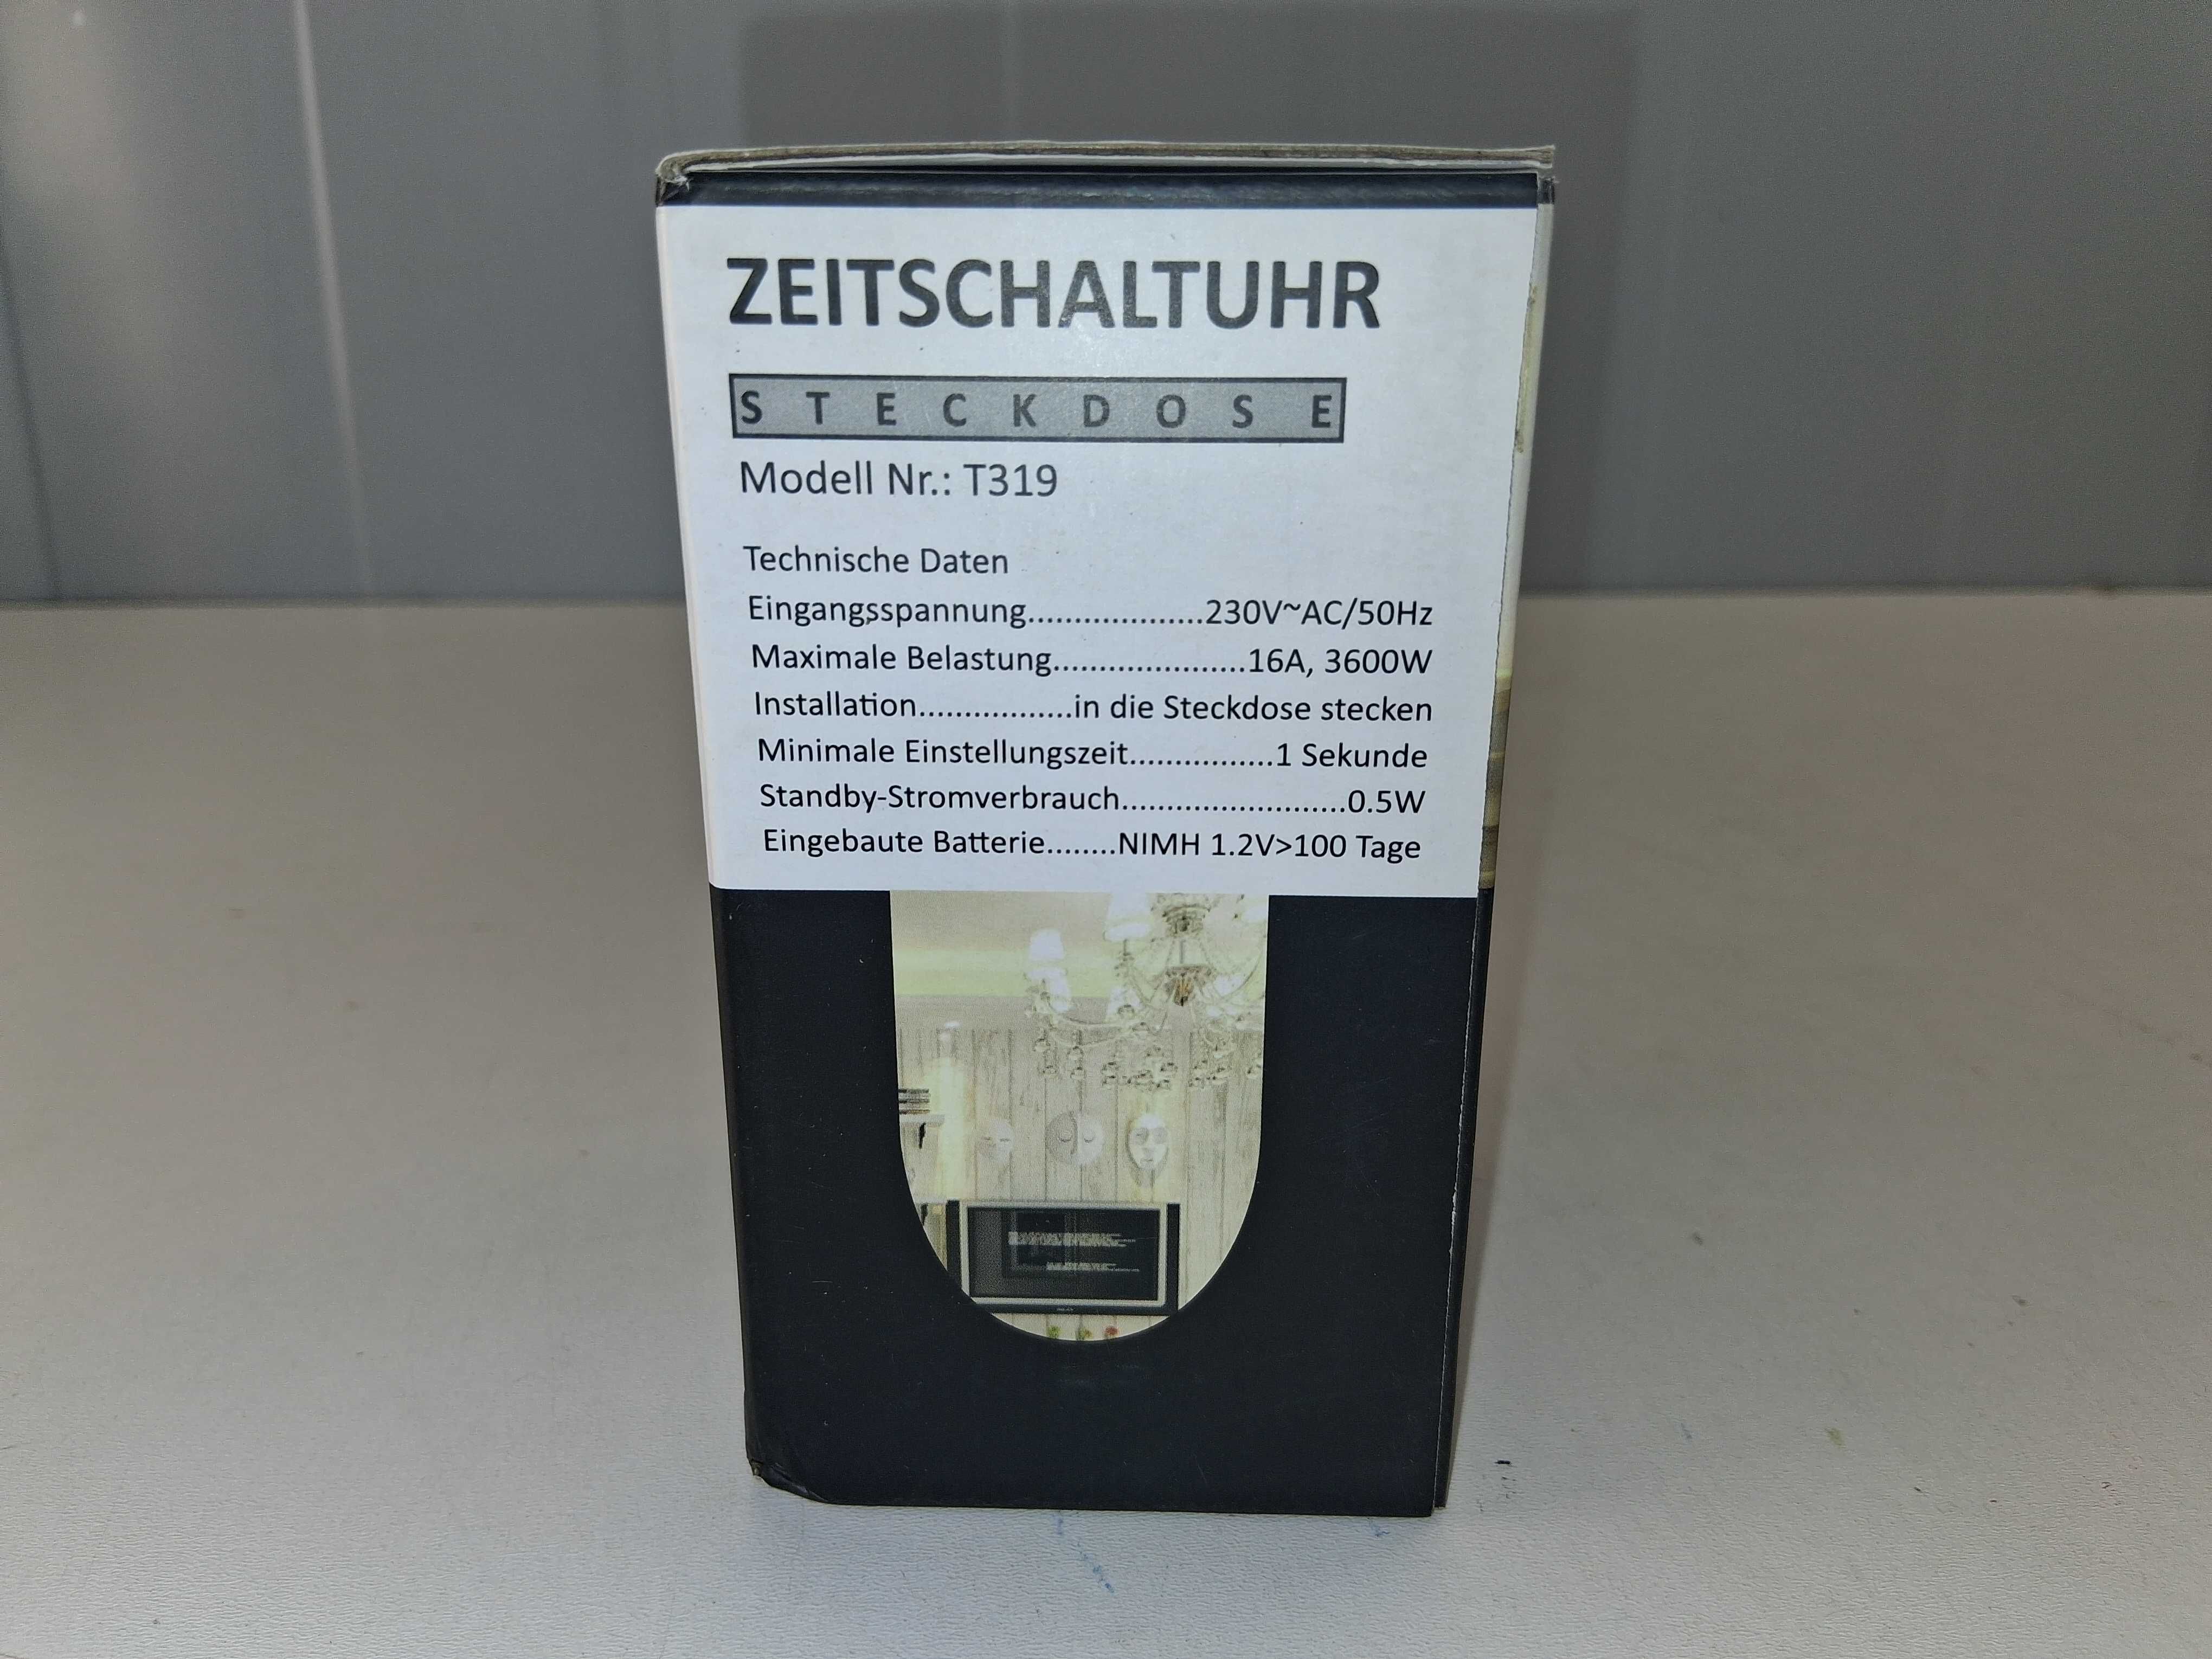 ZEITSCHALTUHR
STECKDOSE
Modell Nr.: T319
Technische Daten
Eingangsspannung...................230V~AC/50Hz
Maximale Belastung.....................16A, 3600W
Installation.................in die Steckdose stecken
Minimale Einstellungszeit................1 Sekunde
Standby-Stromverbrauch.........................0.5W
Eingebaute Batterie........NIMH 1.2V>100 Tage